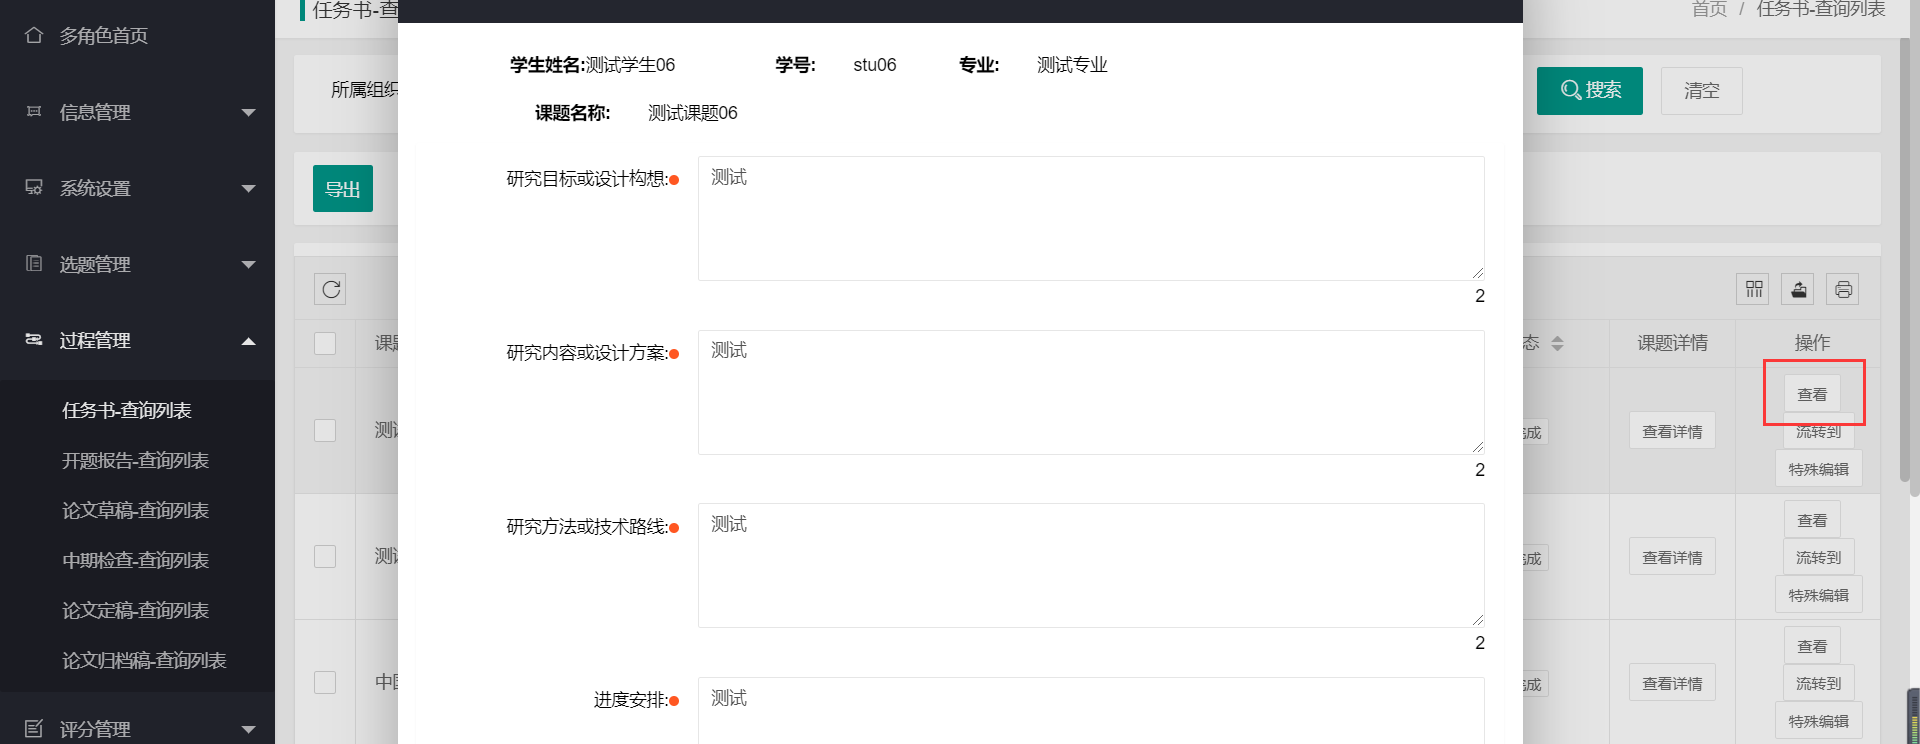 多角色首页
信息管理
系统设置
选题管理
过程管理
任务书-查询列表
开题报告-查询列表
论文草稿-查询列表
中期检查-查询列表
论文定稿-查询列表
论文归档稿-查询列表
评分管理
任务书-查
首页 / 任务书-查询列表
所属组织
搜索
清空
导出
学生姓名:测试学生06 学号: stu06 专业: 测试专业
课题名称: 测试课题06
研究目标或设计构想: 测试
2
研究内容或设计方案: 测试
2
研究方法或技术路线: 测试
2
进度安排: 测试
课题
态 课题详情 操作
测试
成 查看详情 查看
流转到
特殊编辑
测试
成 查看详情 查看
流转到
特殊编辑
中
成 查看详情 查看
流转到
特殊编辑